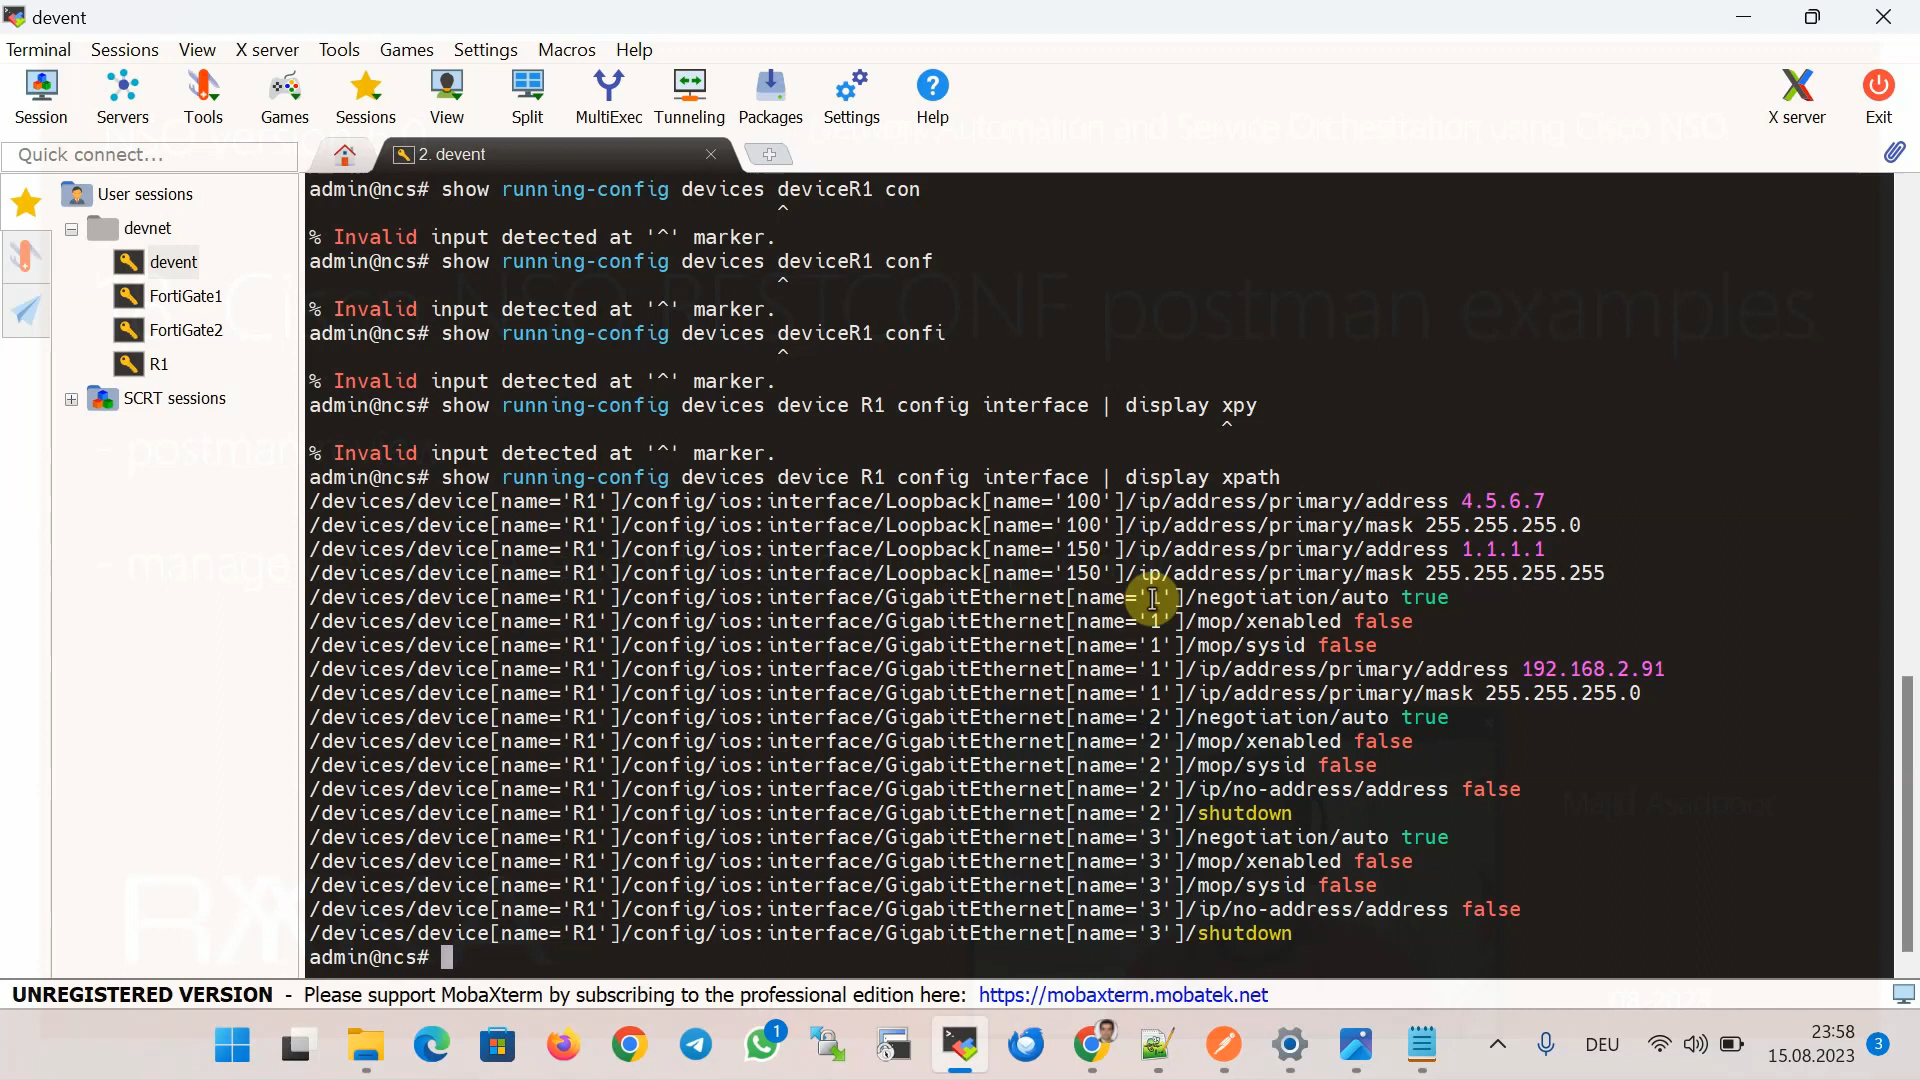 devent
Terminal Sessions View X server Tools Games Settings Macros Help
Session Servers Tools Games Sessions View Split MultiExec Tunneling Packages Settings Help X server Exit
Quick connect...
2. devent
User sessions
devnet
devent
FortiGate1
FortiGate2
R1
SCRT sessions
admin@ncs# show running-config devices deviceR1 con
^
% Invalid input detected at '^' marker.
admin@ncs# show running-config devices deviceR1 conf
^
% Invalid input detected at '^' marker.
admin@ncs# show running-config devices deviceR1 confi
^
% Invalid input detected at '^' marker.
admin@ncs# show running-config devices device R1 config interface | display xpy
^
% Invalid input detected at '^' marker.
admin@ncs# show running-config devices device R1 config interface | display xpath
/devices/device[name='R1']/config/ios:interface/Loopback[name='100']/ip/address/primary/address 4.5.6.7
/devices/device[name='R1']/config/ios:interface/Loopback[name='100']/ip/address/primary/mask 255.255.255.0
/devices/device[name='R1']/config/ios:interface/Loopback[name='150']/ip/address/primary/address 1.1.1.1
/devices/device[name='R1']/config/ios:interface/Loopback[name='150']/ip/address/primary/mask 255.255.255.255
/devices/device[name='R1']/config/ios:interface/GigabitEthernet[name='1']/negotiation/auto true
/devices/device[name='R1']/config/ios:interface/GigabitEthernet[name='1']/mop/xenabled false
/devices/device[name='R1']/config/ios:interface/GigabitEthernet[name='1']/mop/sysid false
/devices/device[name='R1']/config/ios:interface/GigabitEthernet[name='1']/ip/address/primary/address 192.168.2.91
/devices/device[name='R1']/config/ios:interface/GigabitEthernet[name='1']/ip/address/primary/mask 255.255.255.0
/devices/device[name='R1']/config/ios:interface/GigabitEthernet[name='2']/negotiation/auto true
/devices/device[name='R1']/config/ios:interface/GigabitEthernet[name='2']/mop/xenabled false
/devices/device[name='R1']/config/ios:interface/GigabitEthernet[name='2']/mop/sysid false
/devices/device[name='R1']/config/ios:interface/GigabitEthernet[name='2']/ip/no-address/address false
/devices/device[name='R1']/config/ios:interface/GigabitEthernet[name='2']/shutdown
/devices/device[name='R1']/config/ios:interface/GigabitEthernet[name='3']/negotiation/auto true
/devices/device[name='R1']/config/ios:interface/GigabitEthernet[name='3']/mop/xenabled false
/devices/device[name='R1']/config/ios:interface/GigabitEthernet[name='3']/mop/sysid false
/devices/device[name='R1']/config/ios:interface/GigabitEthernet[name='3']/ip/no-address/address false
/devices/device[name='R1']/config/ios:interface/GigabitEthernet[name='3']/shutdown
admin@ncs#
Automation and Service Orchestration using Cisco NSO
Cisco NSO RESTCONF postman examples
- postman
- manage
UNREGISTERED VERSION - Please support MobaXterm by subscribing to the professional edition here: https://mobaxterm.mobatek.net
1
DEU
23:58
15.08.2023
3